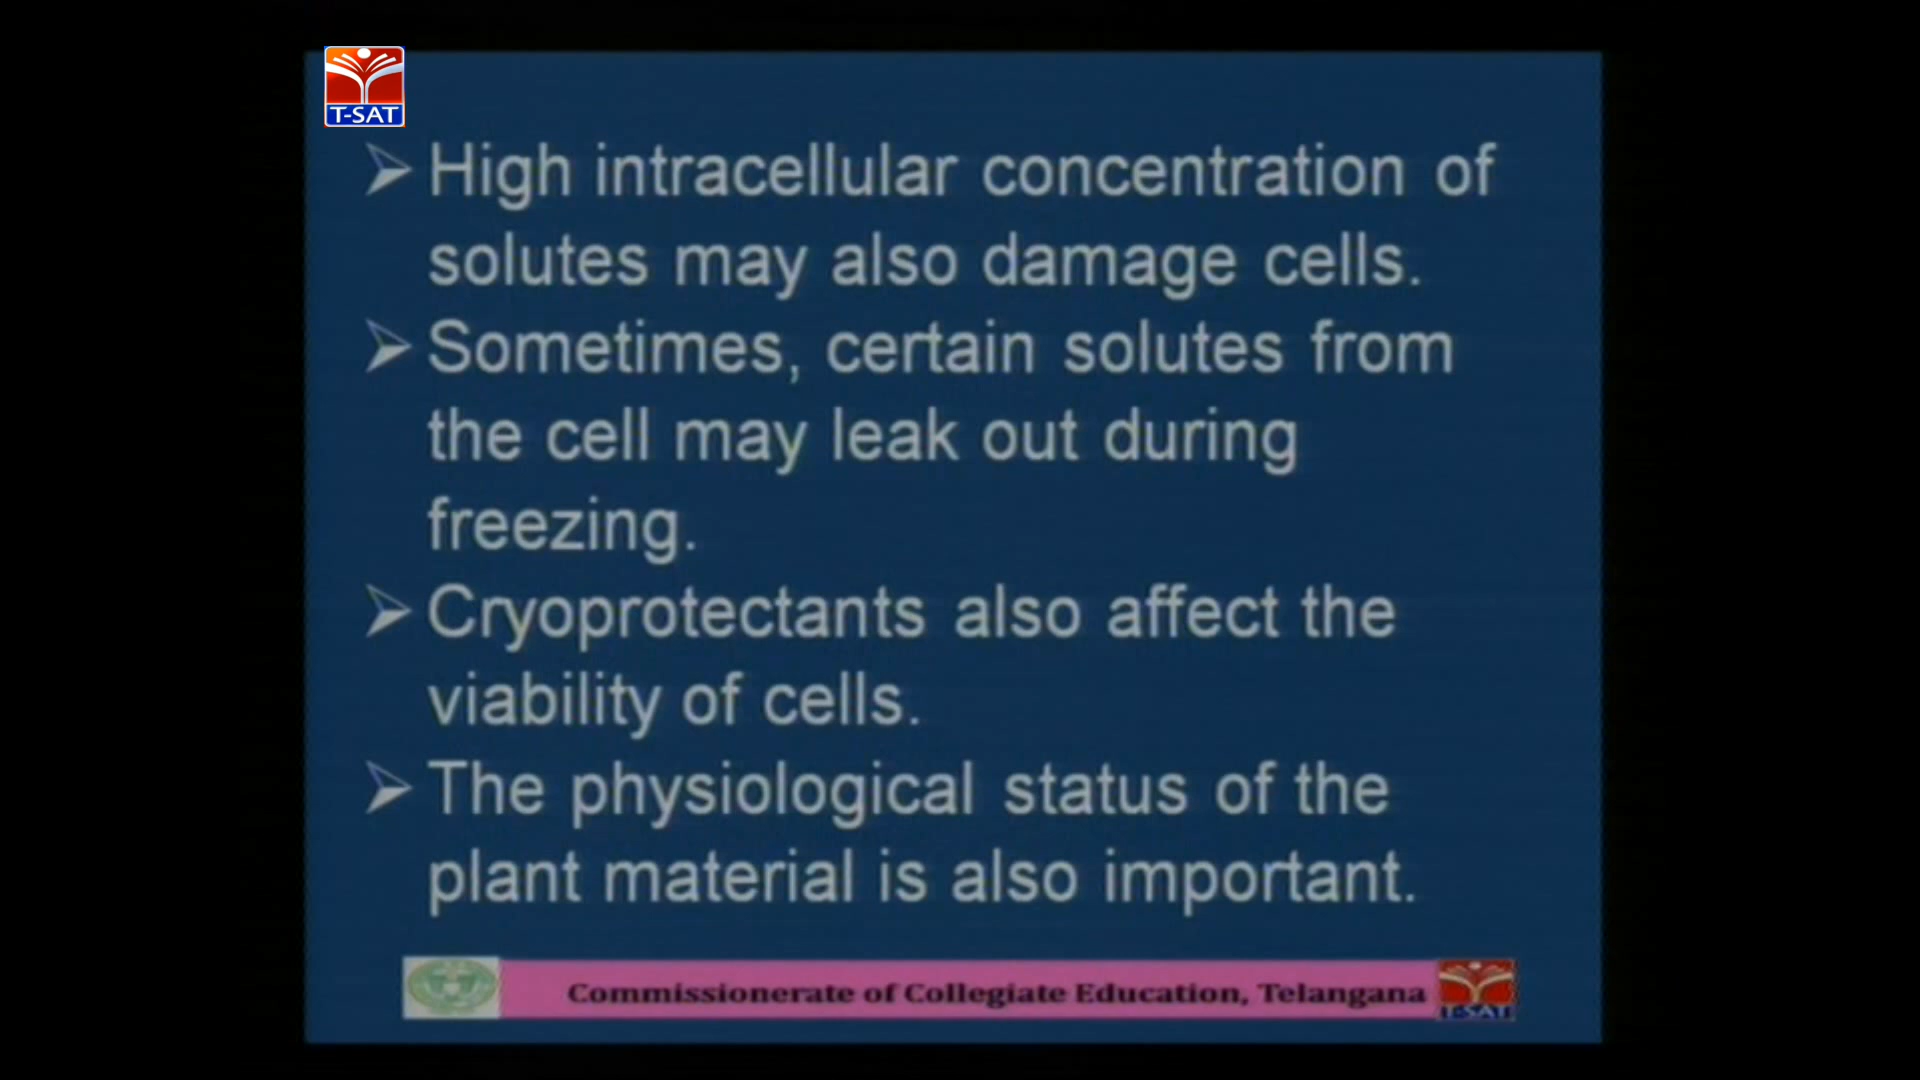 T-SAT
➢ High intracellular concentration of
solutes may also damage cells.
➢ Sometimes, certain solutes from
the cell may leak out during
freezing.
➢ Cryoprotectants also affect the
viability of cells.
➢ The physiological status of the
plant material is also important.
Commissionerate of Collegiate Education, Telangana
T-SAT